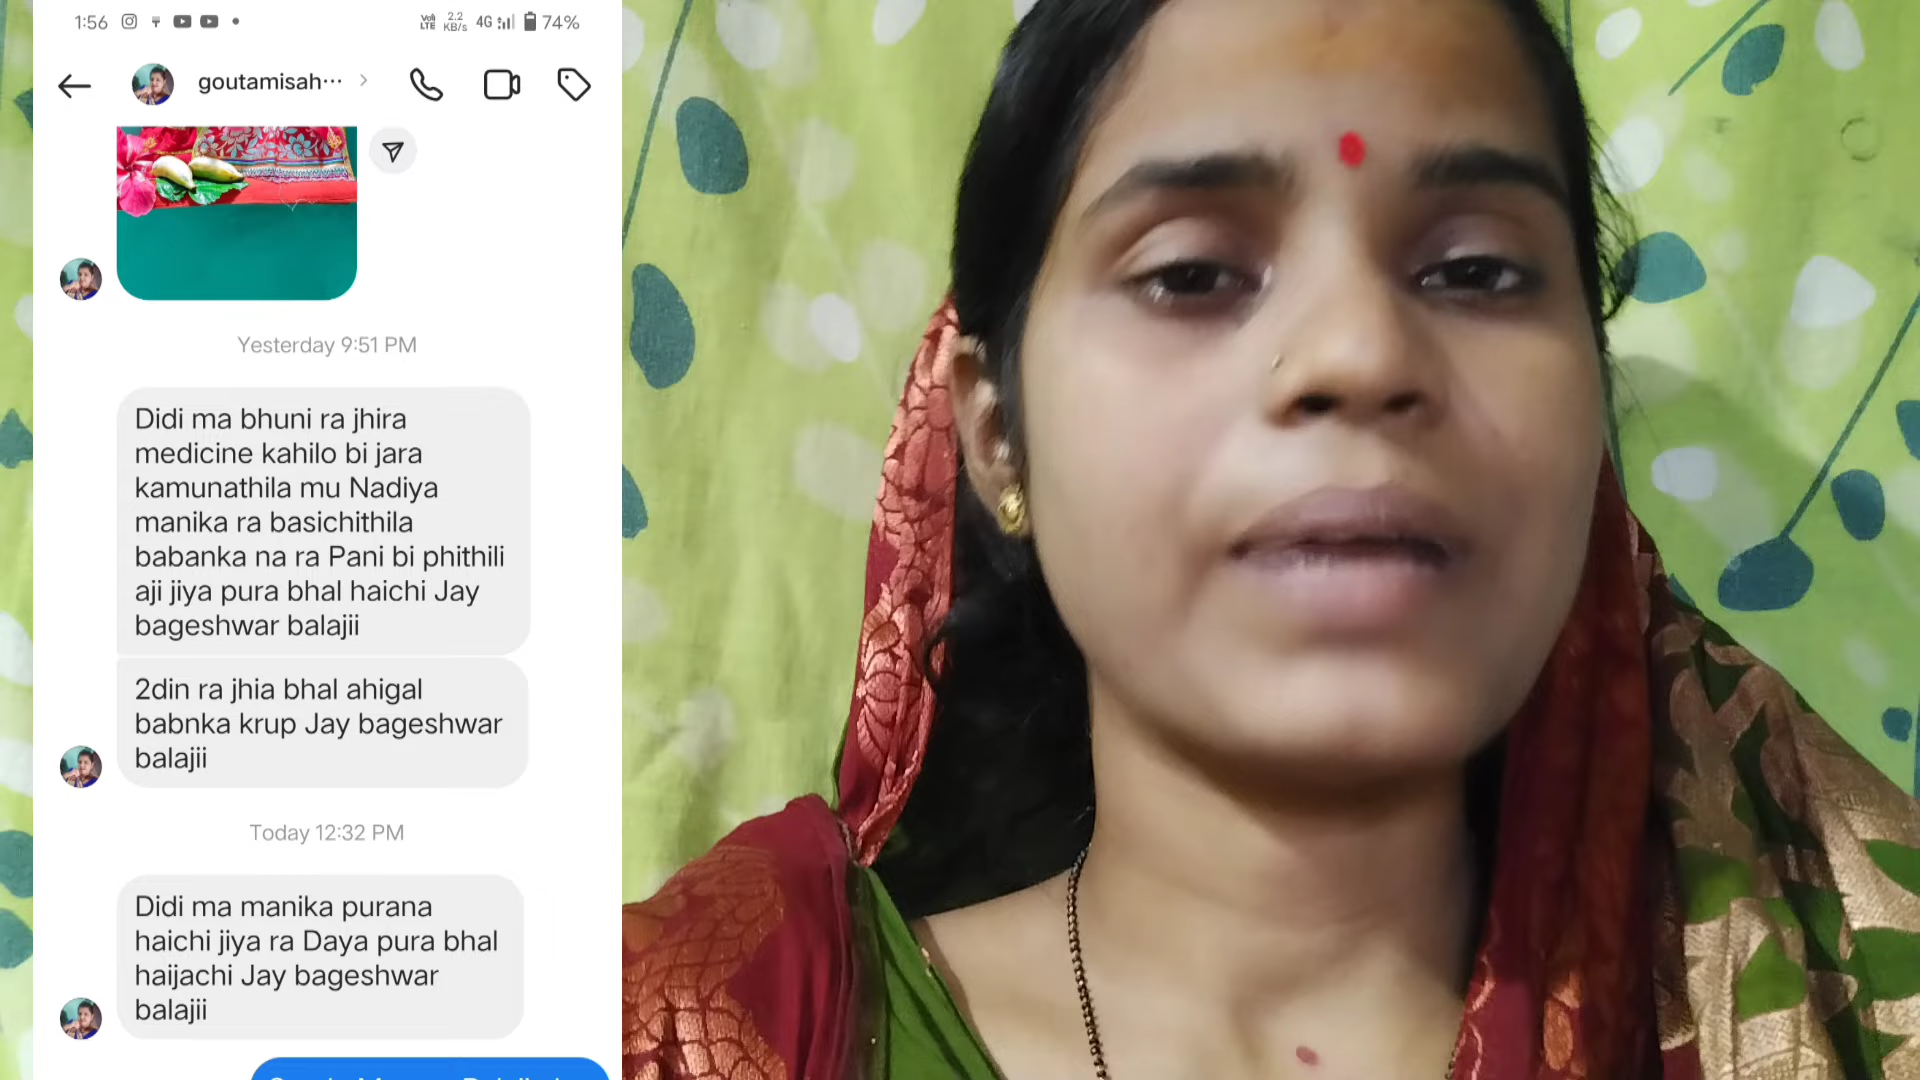 1:56
VoLTE 2.2 KB/s 4G 74%
goutamisah···
Yesterday 9:51 PM
Didi ma bhuni ra jhira
medicine kahilo bi jara
kamunathila mu Nadiya
manika ra basichithila
babanka na ra Pani bi phithili
aji jiya pura bhal haichi Jay
bageshwar balajii
2din ra jhia bhal ahigal
babnka krup Jay bageshwar
balajii
Today 12:32 PM
Didi ma manika purana
haichi jiya ra Daya pura bhal
haijachi Jay bageshwar
balajii